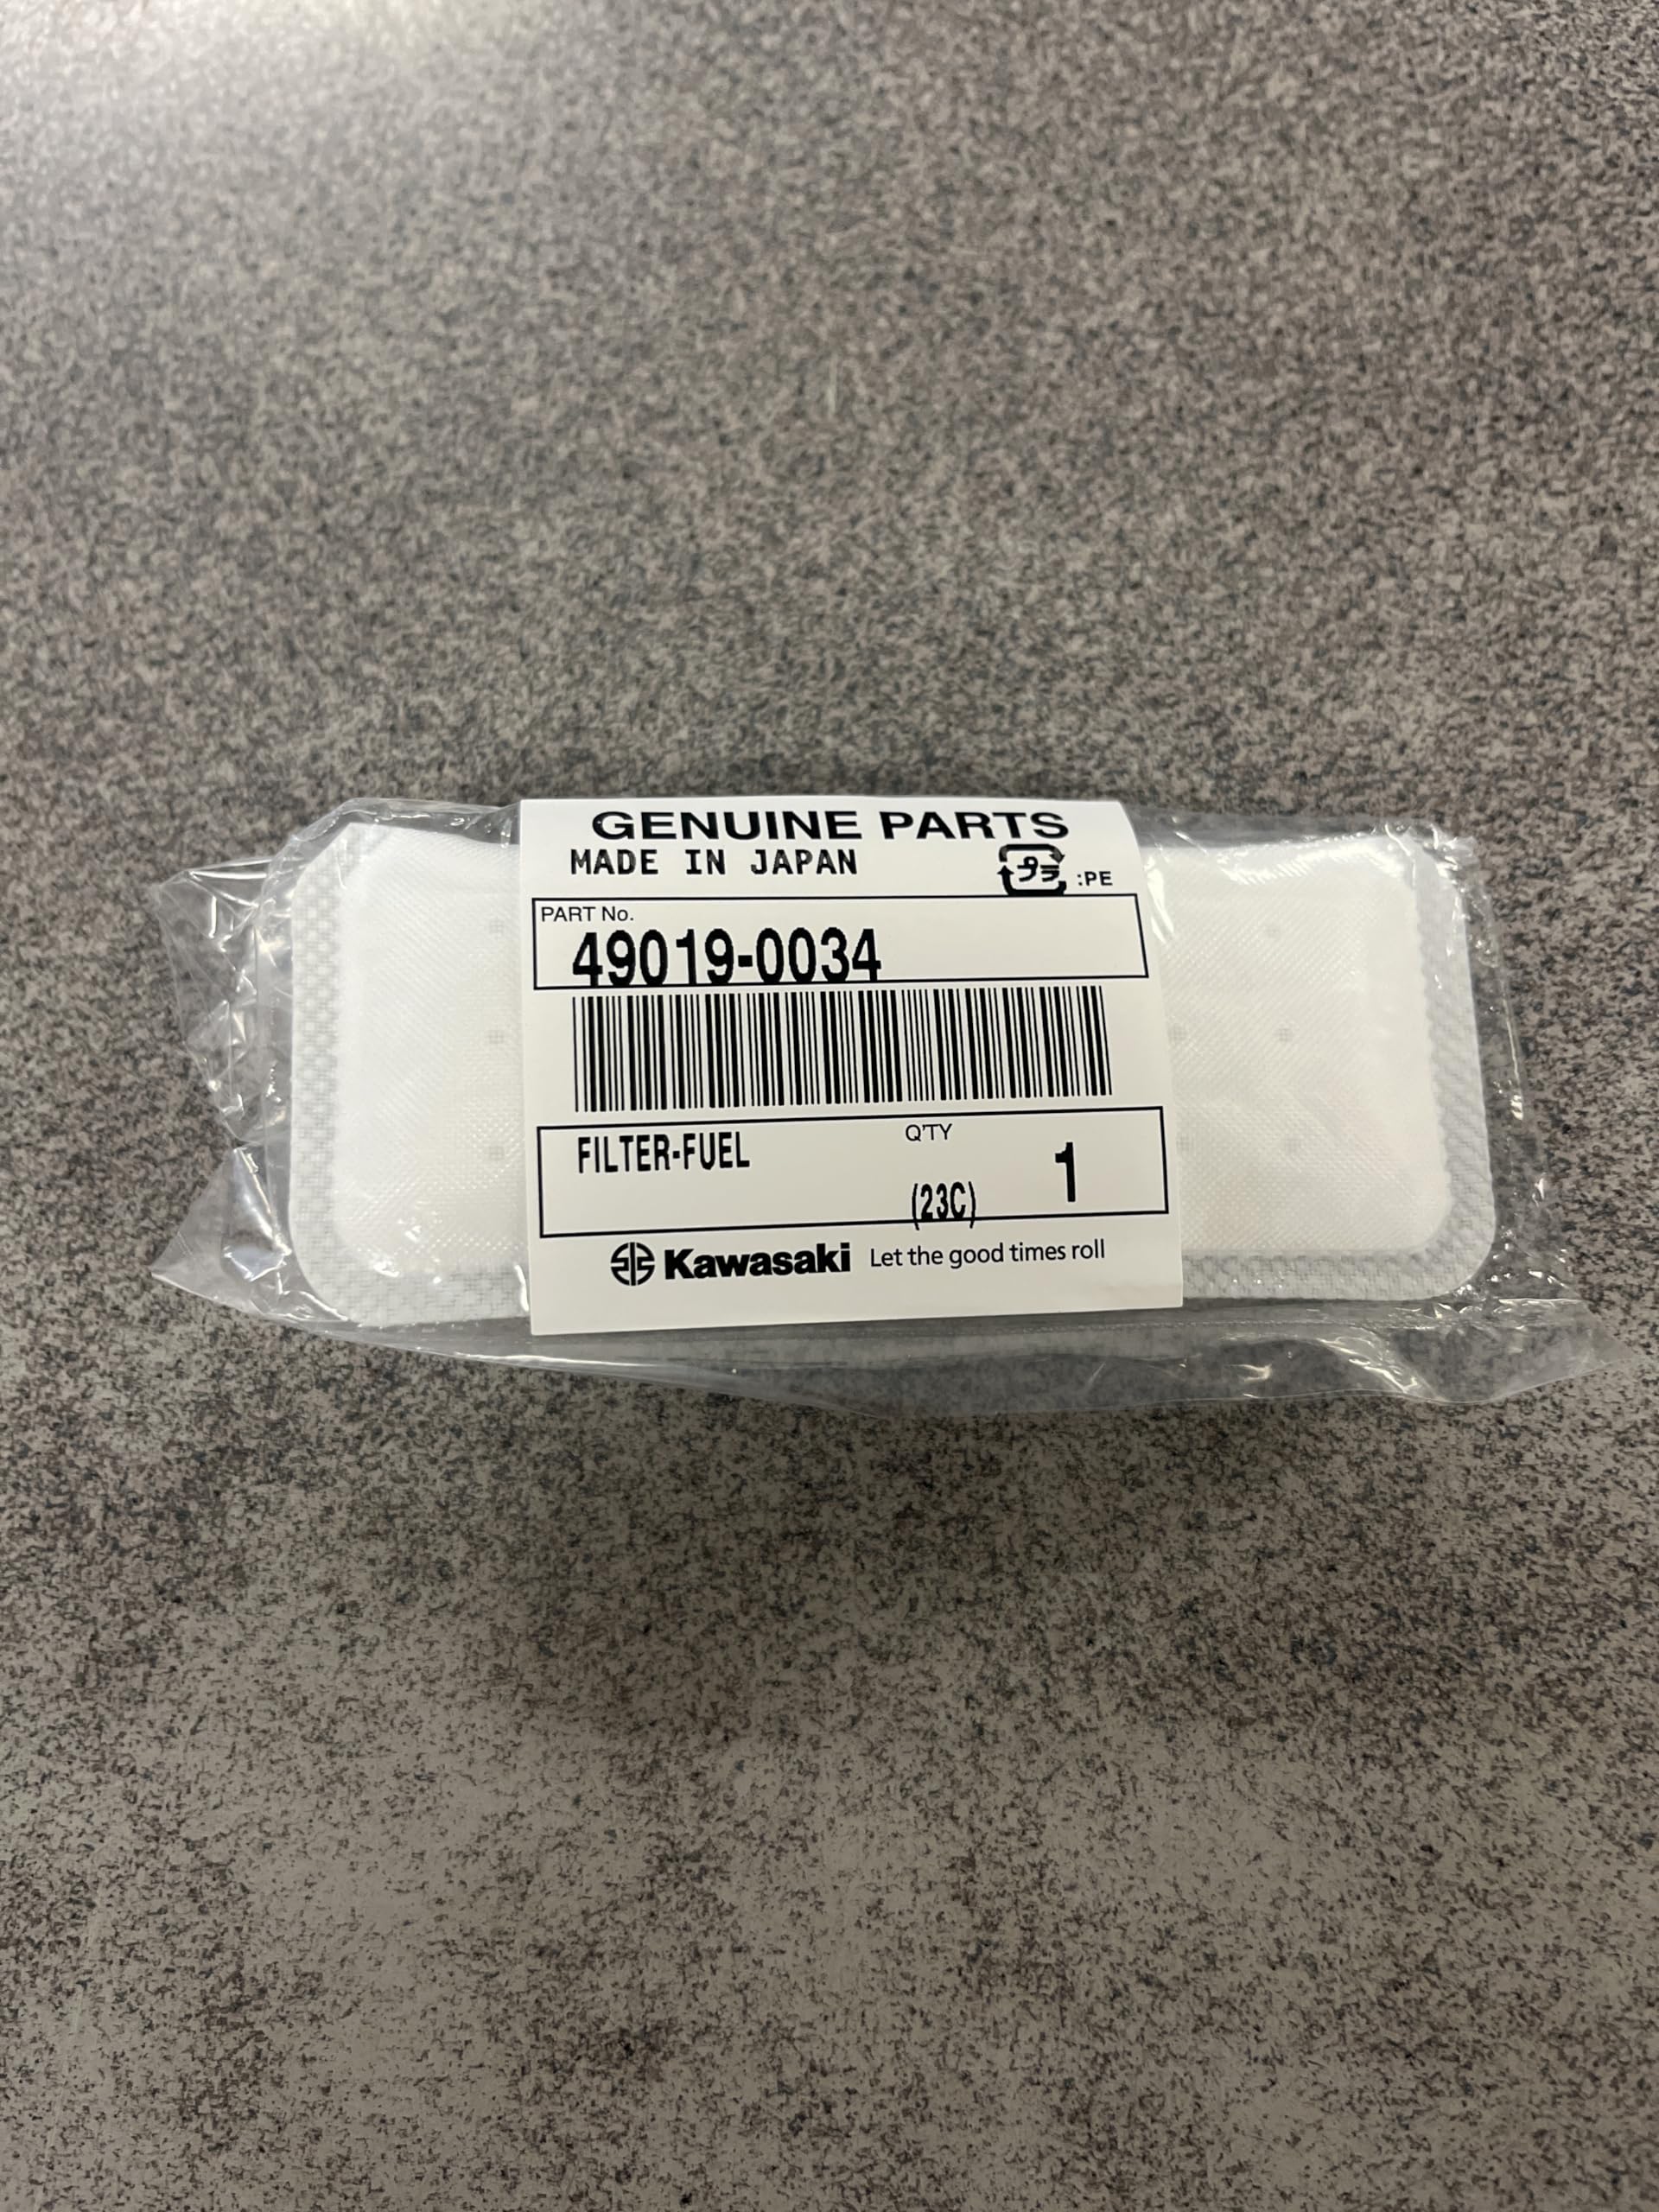 GENUINE PARTS
MADE IN JAPAN
プラ :PE
PART No.
49019-0034
FILTER-FUEL
Q'TY
(23C)
1
Kawasaki Let the good times roll